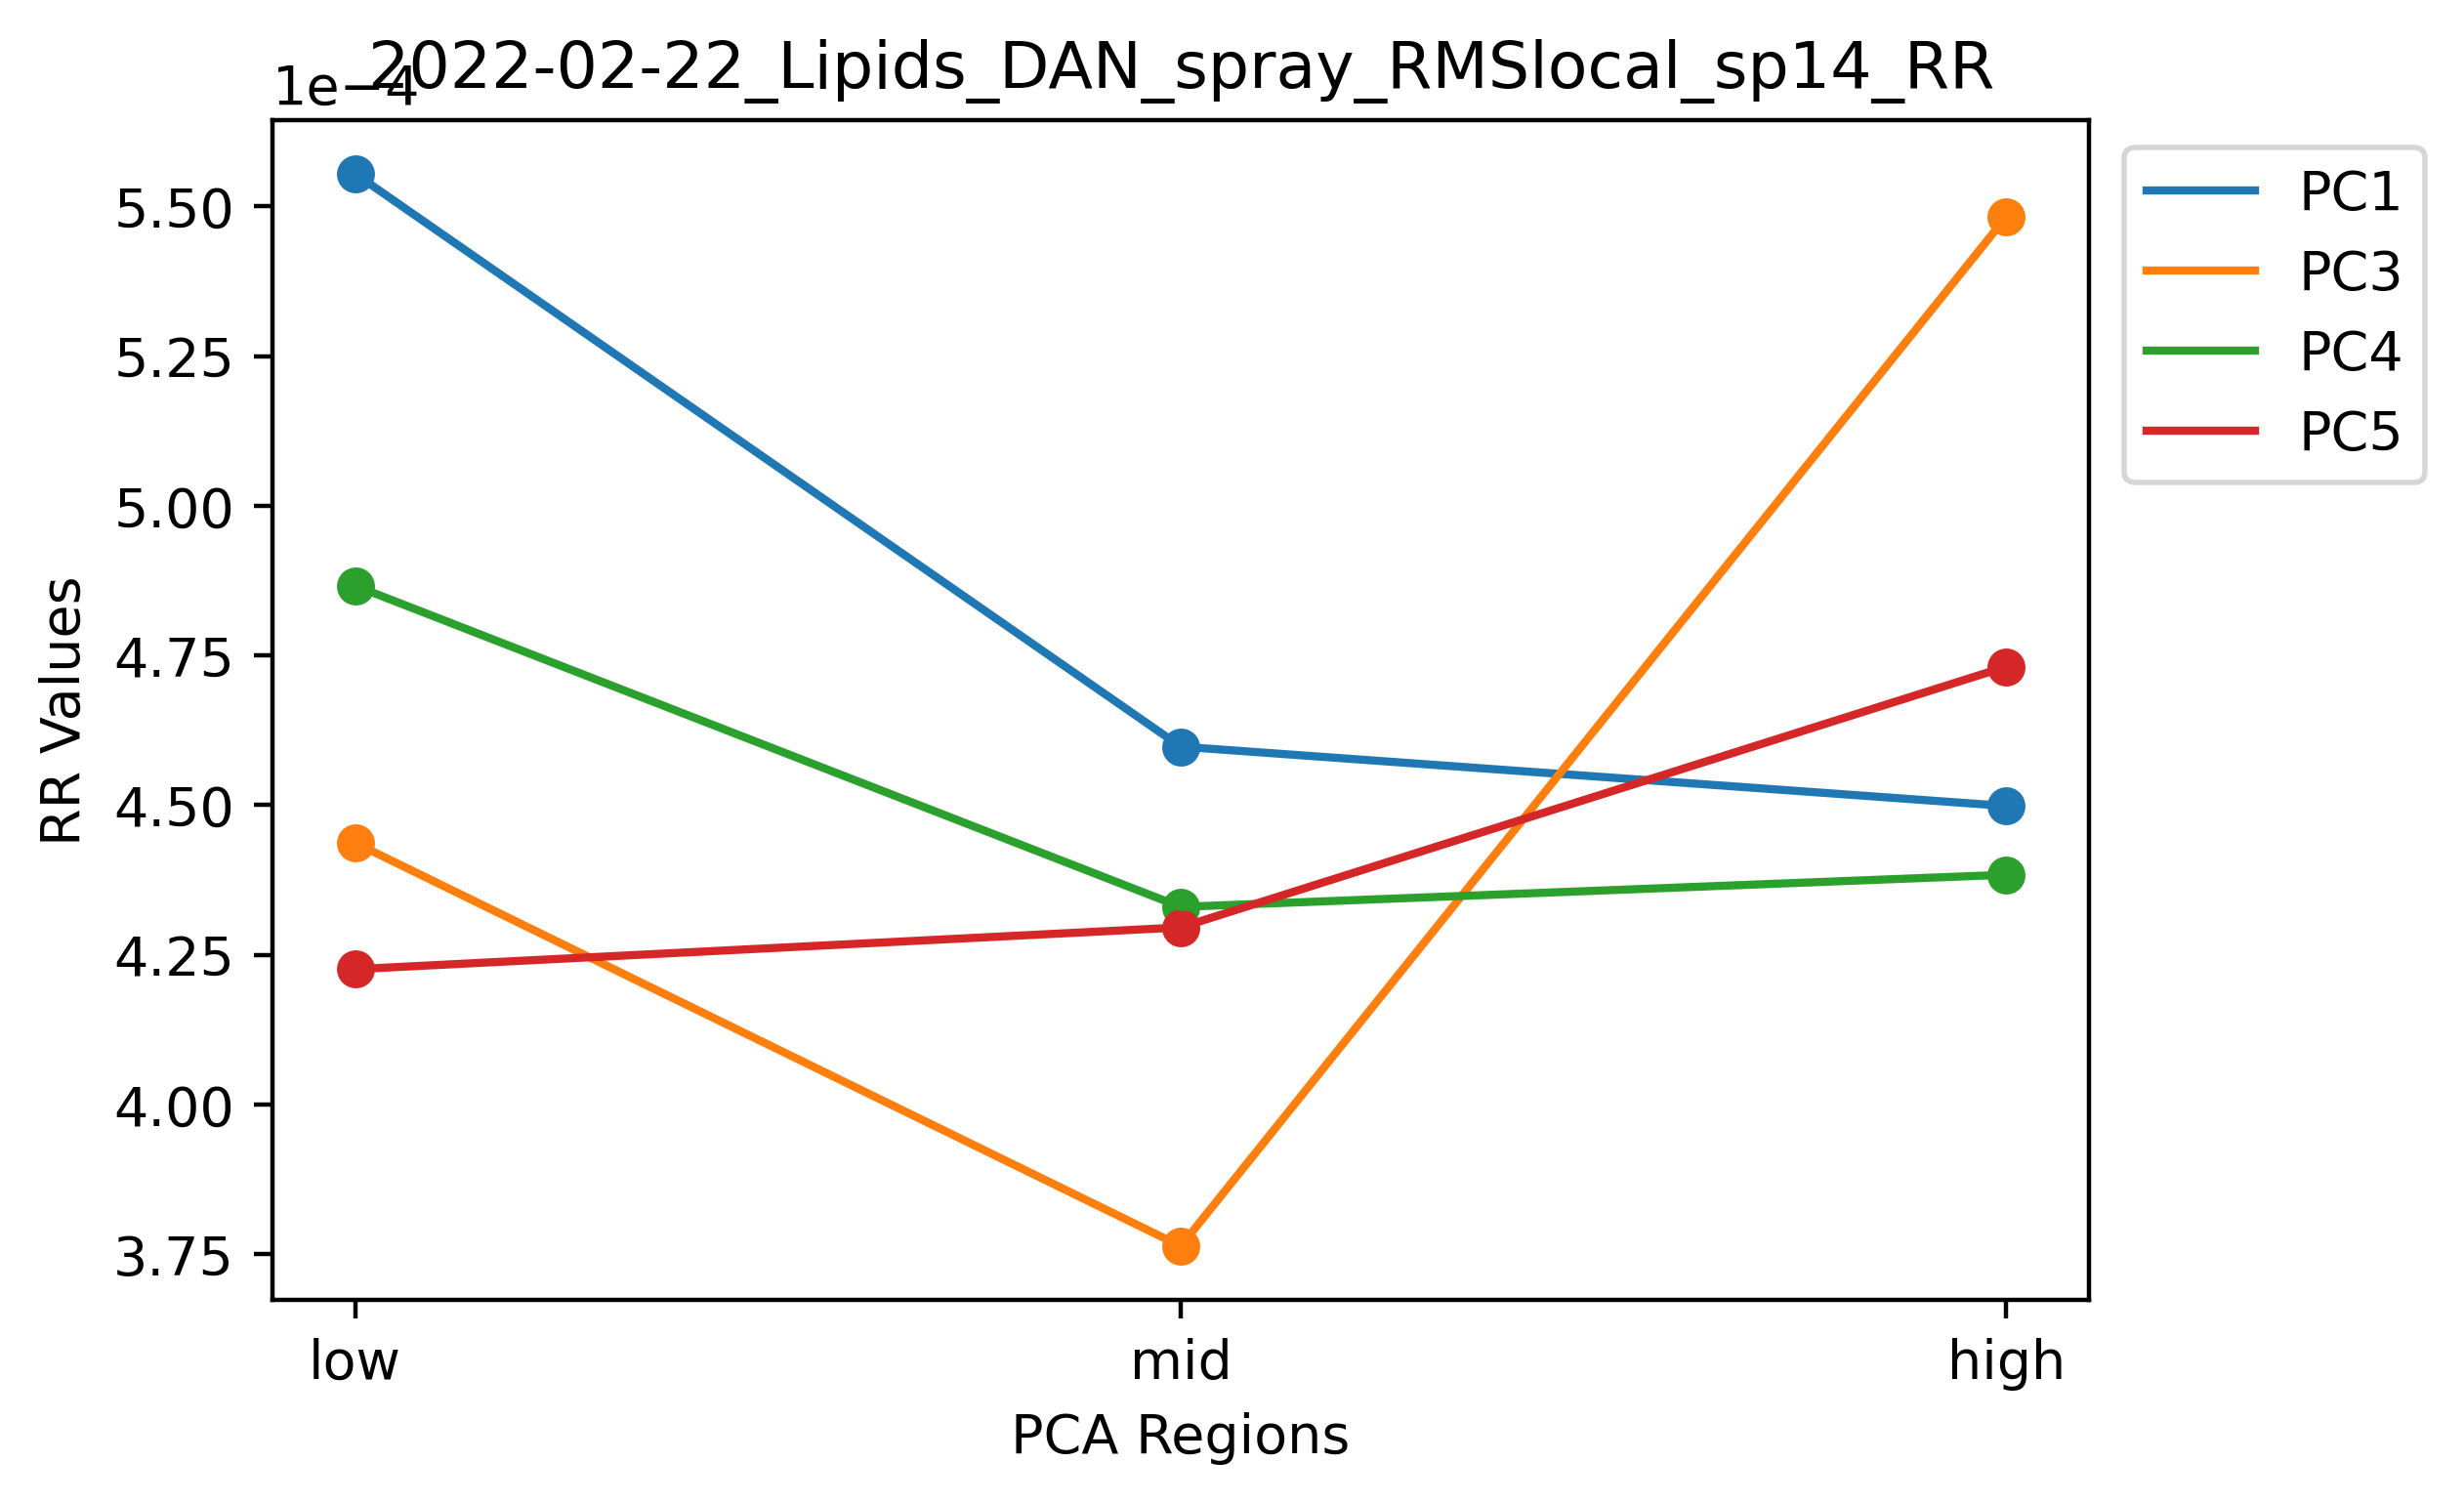 2022-02-22_Lipids_DAN_spray_RMSlocal_sp14_RR
1e−4
5.50
5.25
5.00
4.75
4.50
4.25
4.00
3.75
RR Values
low
mid
high
PCA Regions
PC1
PC3
PC4
PC5